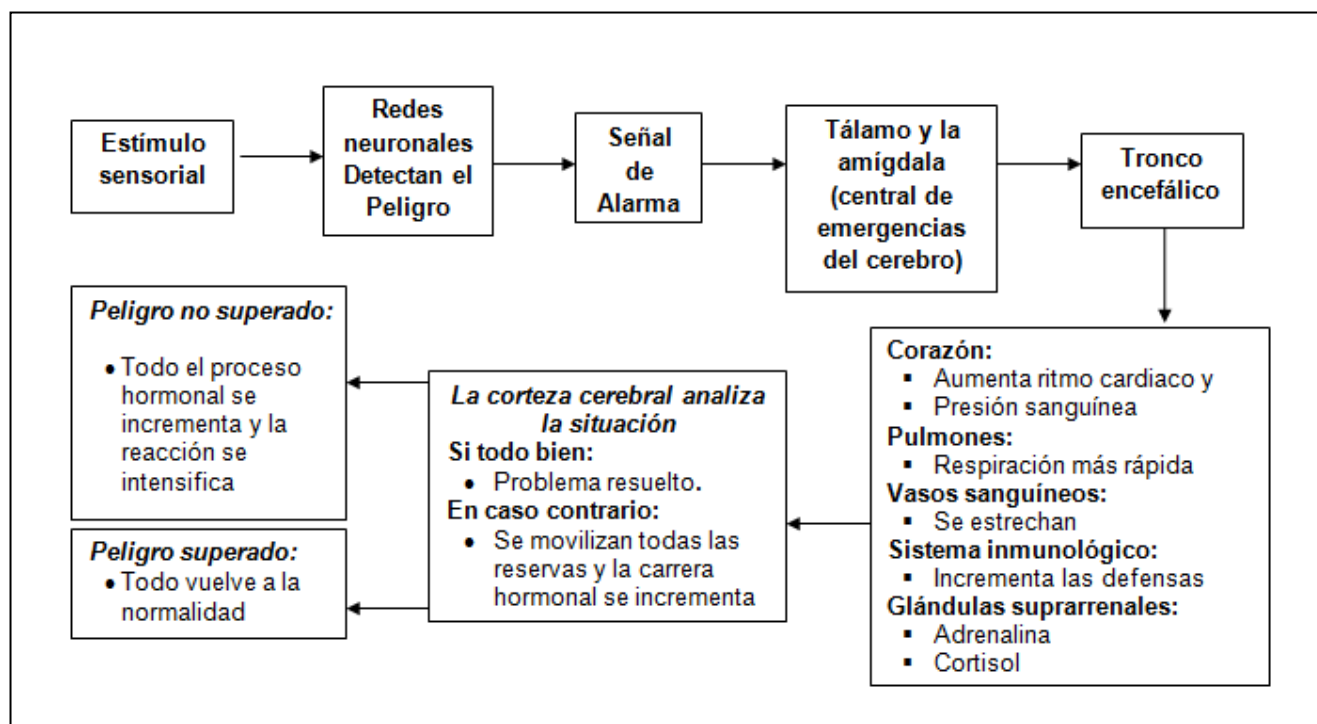 Estímulo
sensorial
Redes
neuronales
Detectan el
Peligro
Señal
de
Alarma
Tálamo y la
amígdala
(central de
emergencias
del cerebro)
Tronco
encefálico
Corazón:
▪ Aumenta ritmo cardiaco y
▪ Presión sanguínea
Pulmones:
▪ Respiración más rápida
Vasos sanguíneos:
▪ Se estrechan
Sistema inmunológico:
▪ Incrementa las defensas
Glándulas suprarrenales:
▪ Adrenalina
▪ Cortisol
La corteza cerebral analiza
la situación
Si todo bien:
• Problema resuelto.
En caso contrario:
• Se movilizan todas las
reservas y la carrera
hormonal se incrementa
Peligro no superado:
• Todo el proceso
hormonal se
incrementa y la
reacción se
intensifica
Peligro superado:
• Todo vuelve a la
normalidad